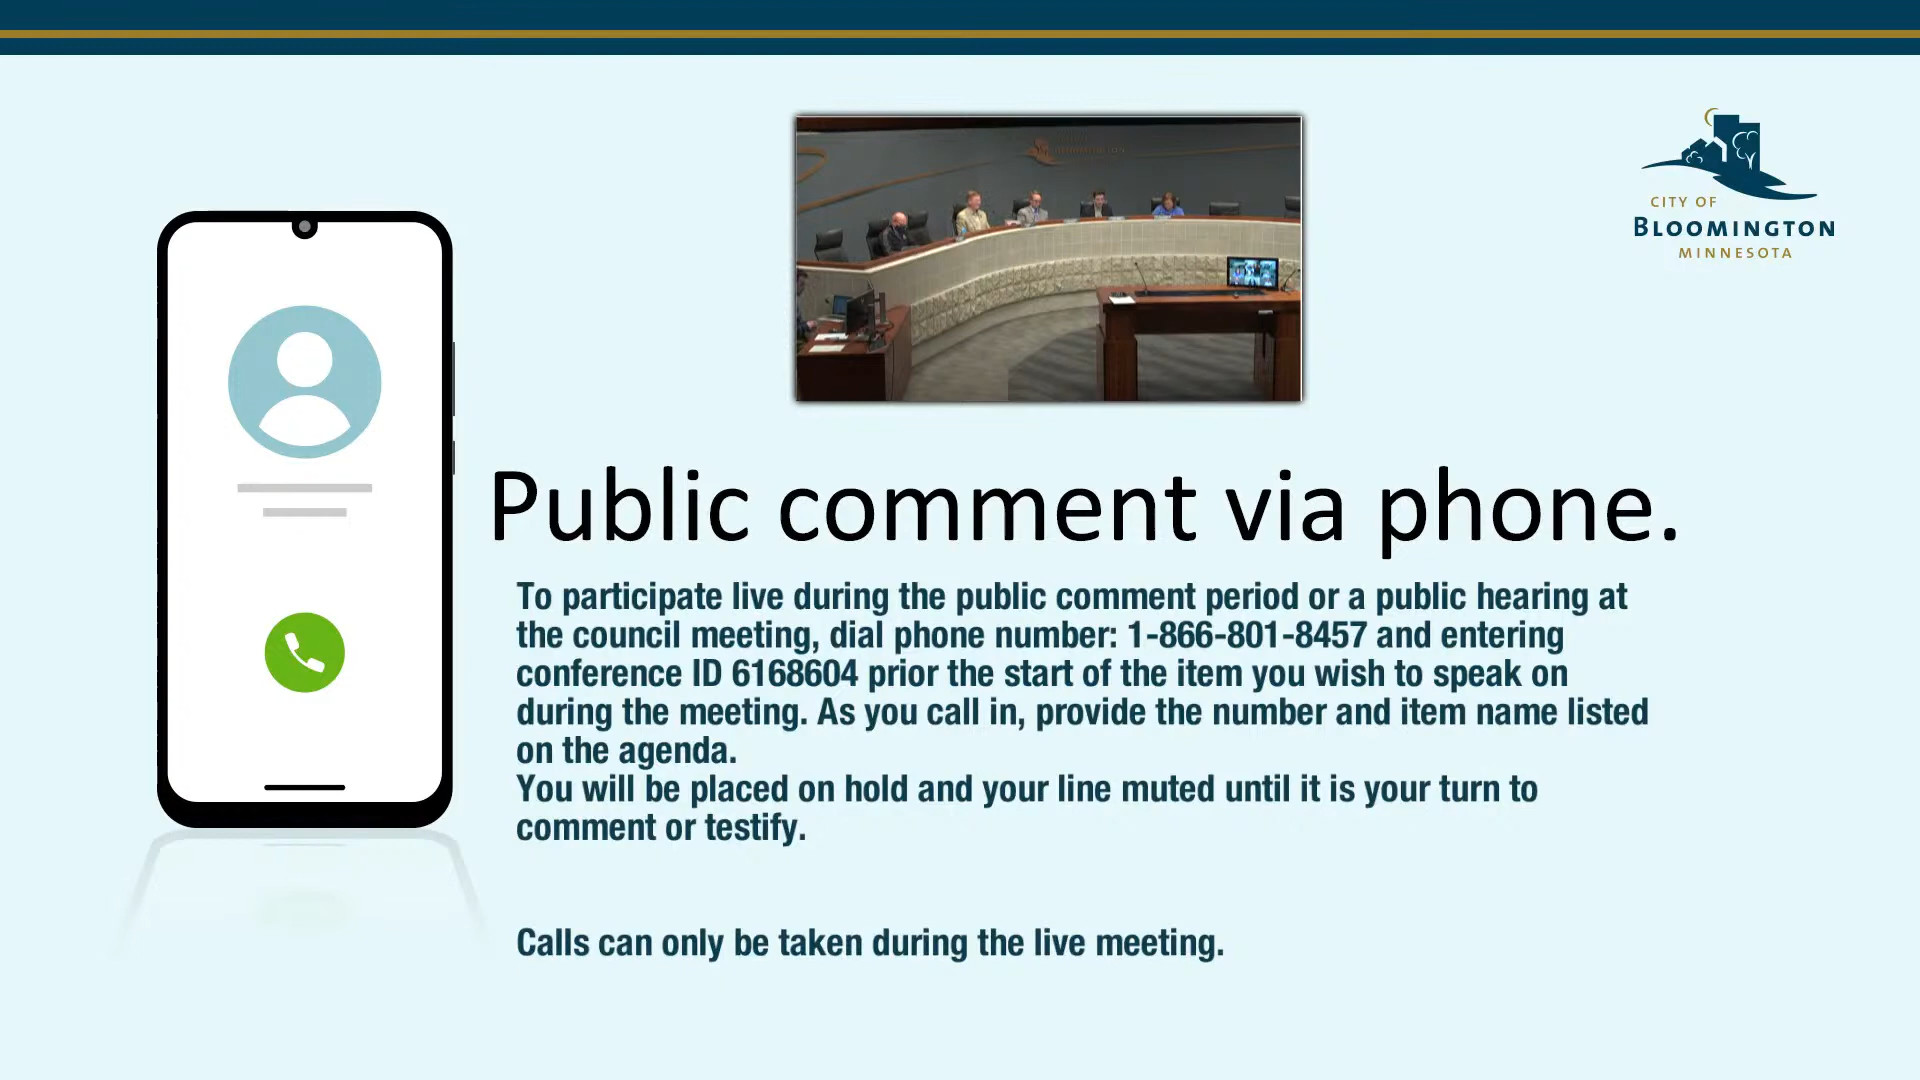 CITY OF
BLOOMINGTON
MINNESOTA
Public comment via phone.
To participate live during the public comment period or a public hearing at
the council meeting, dial phone number: 1-866-801-8457 and entering
conference ID 6168604 prior the start of the item you wish to speak on
during the meeting. As you call in, provide the number and item name listed
on the agenda.
You will be placed on hold and your line muted until it is your turn to
comment or testify.
Calls can only be taken during the live meeting.